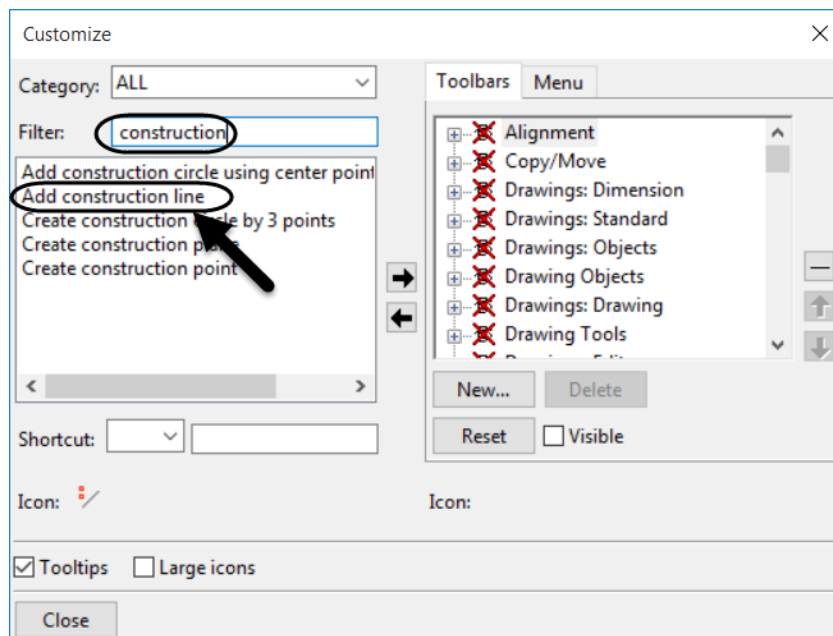 Customize
Category: ALL
Filter: construction
Add construction circle using center point
Add construction line
Create construction circle by 3 points
Create construction plane
Create construction point
Shortcut:
Icon:
Toolbars Menu
Alignment
Copy/Move
Drawings: Dimension
Drawings: Standard
Drawings: Objects
Drawing Objects
Drawings: Drawing
Drawing Tools
New... Delete
Reset Visible
Icon:
Tooltips Large icons
Close